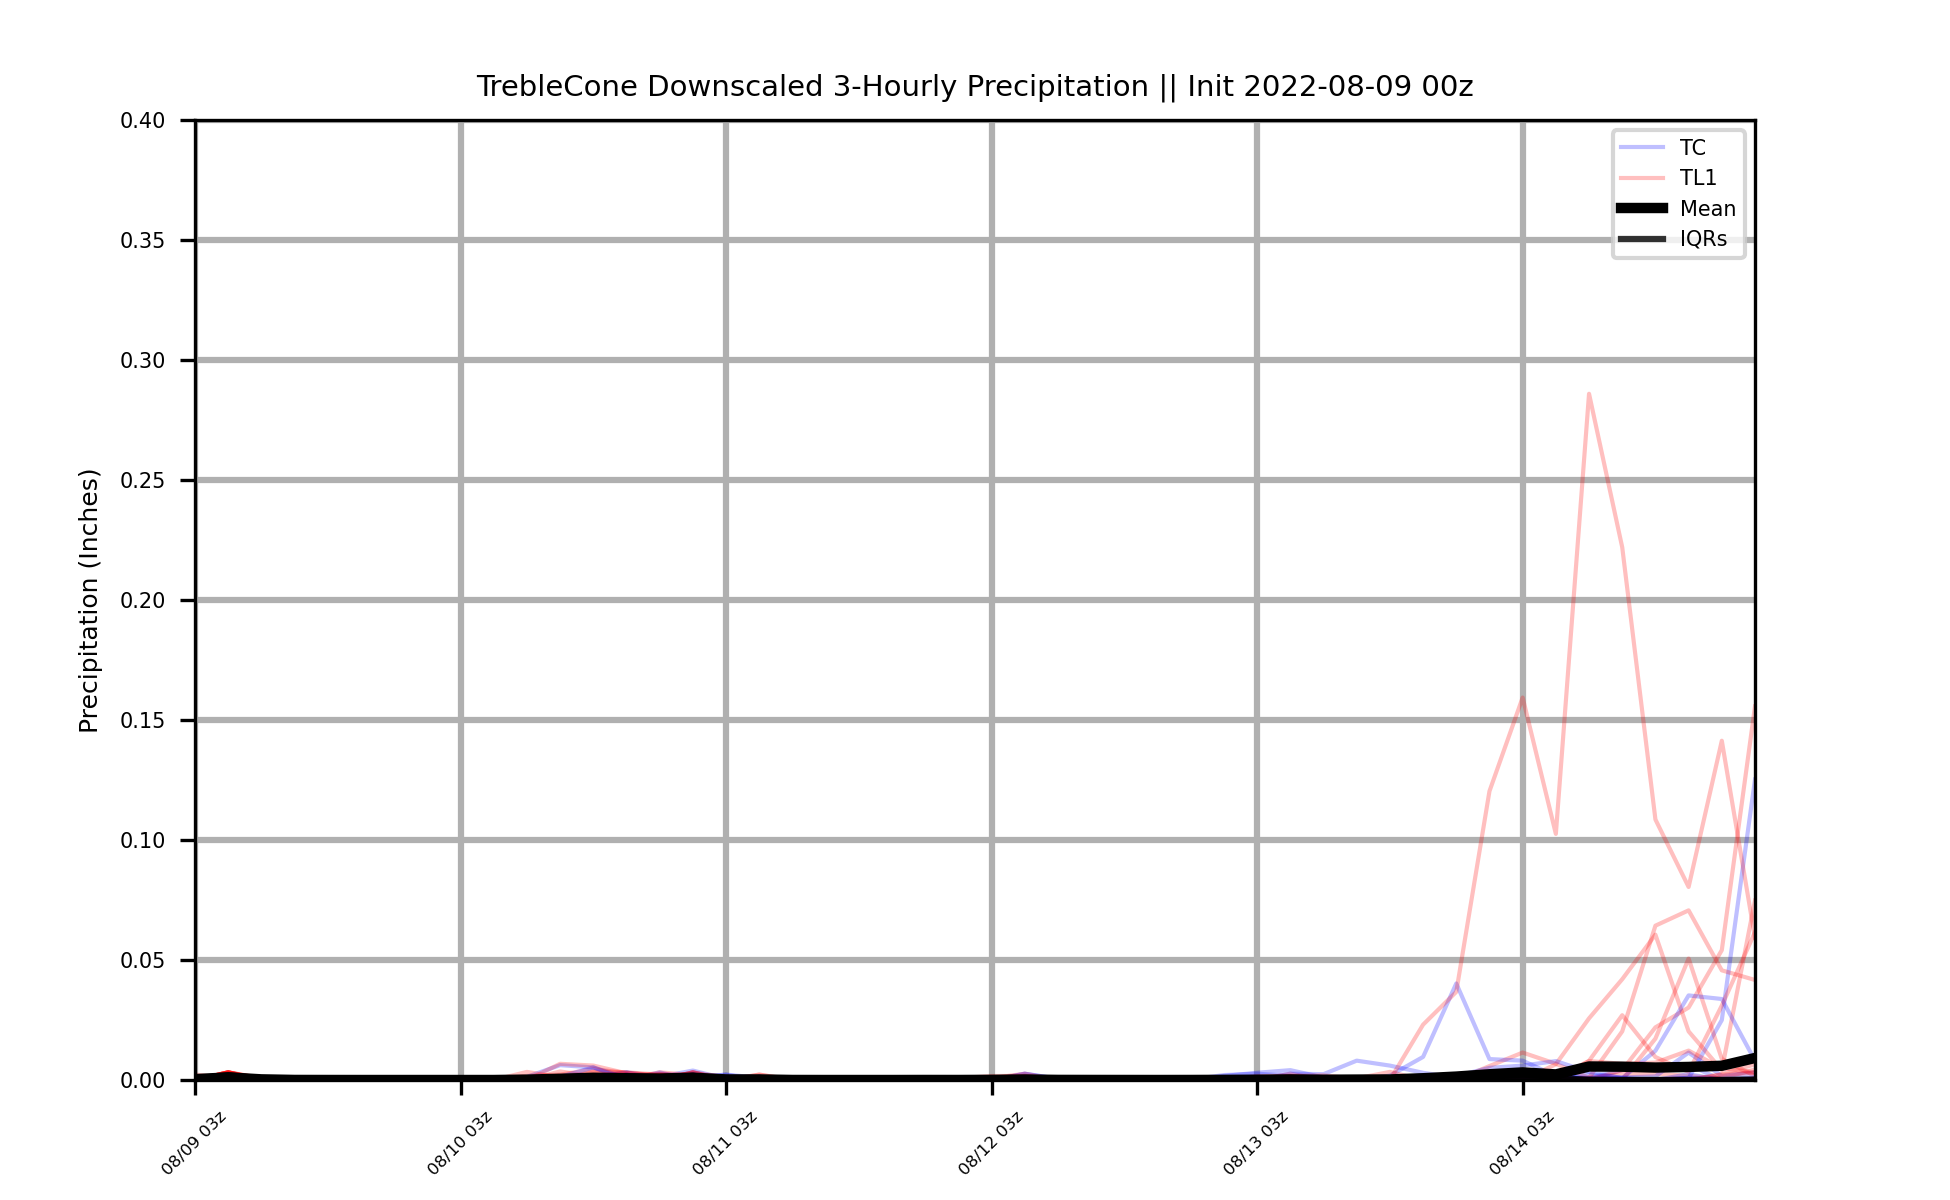 TrebleCone Downscaled 3-Hourly Precipitation || Init 2022-08-09 00z
Precipitation (Inches)
0.40
0.35
0.30
0.25
0.20
0.15
0.10
0.05
0.00
TC
TL1
Mean
IQRs
08/09 03z
08/10 03z
08/11 03z
08/12 03z
08/13 03z
08/14 03z